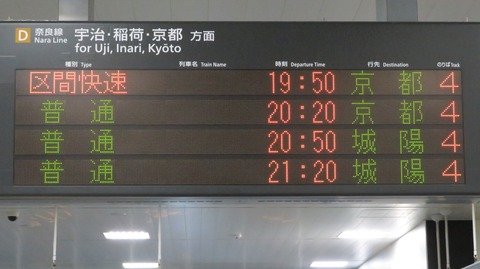 D 奈良線 宇治・稲荷・京都 方面
Nara Line for Uji, Inari, Kyōto
種別 Type 列車名 Train Name 時刻 Departure Time 行先 Destination のりば Track
区間快速 19:50 京都 4
普通 20:20 京都 4
普通 20:50 城陽 4
普通 21:20 城陽 4